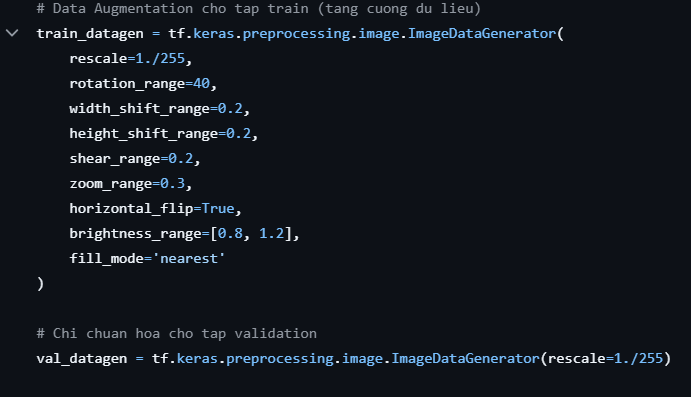 # Data Augmentation cho tap train (tang cuong du lieu)
train_datagen = tf.keras.preprocessing.image.ImageDataGenerator(
    rescale=1./255,
    rotation_range=40,
    width_shift_range=0.2,
    height_shift_range=0.2,
    shear_range=0.2,
    zoom_range=0.3,
    horizontal_flip=True,
    brightness_range=[0.8, 1.2],
    fill_mode='nearest'
)
# Chi chuan hoa cho tap validation
val_datagen = tf.keras.preprocessing.image.ImageDataGenerator(rescale=1./255)